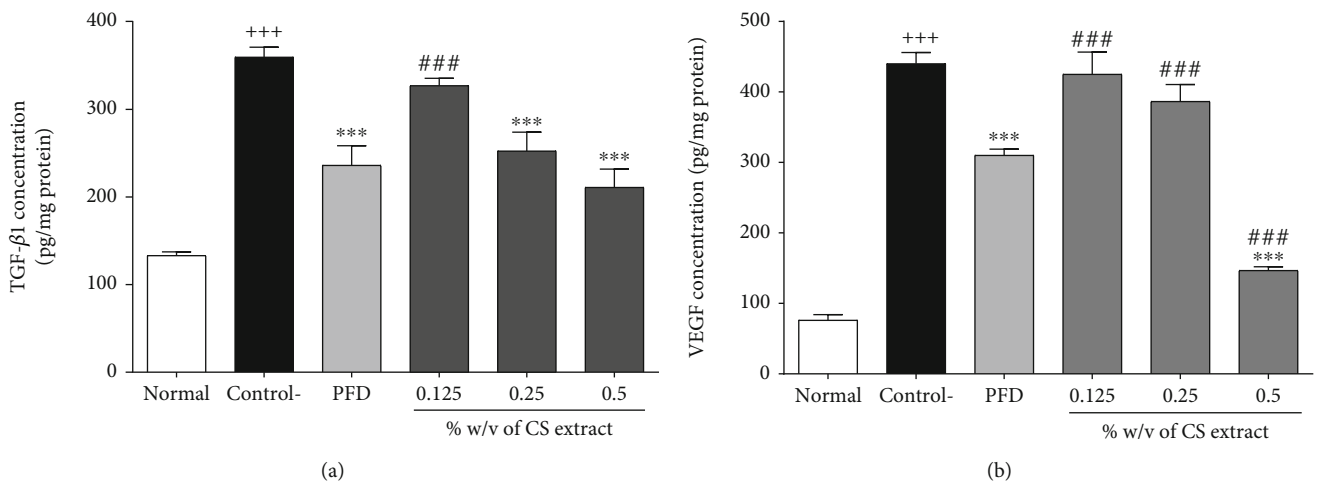 TGF-β1 concentration
(pg/mg protein)
400
300
200
100
0
+++
***
###
***
***
Normal
Control-
PFD
0.125
0.25
0.5
% w/v of CS extract
(a)
VEGF concentration (pg/mg protein)
500
400
300
200
100
0
+++
***
###
###
###
***
Normal
Control-
PFD
0.125
0.25
0.5
% w/v of CS extract
(b)